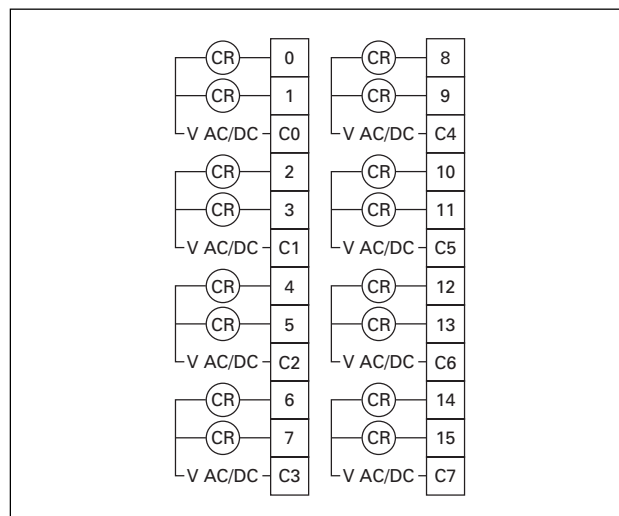 CR 0
CR 1
V AC/DC C0
CR 2
CR 3
V AC/DC C1
CR 4
CR 5
V AC/DC C2
CR 6
CR 7
V AC/DC C3
CR 8
CR 9
V AC/DC C4
CR 10
CR 11
V AC/DC C5
CR 12
CR 13
V AC/DC C6
CR 14
CR 15
V AC/DC C7